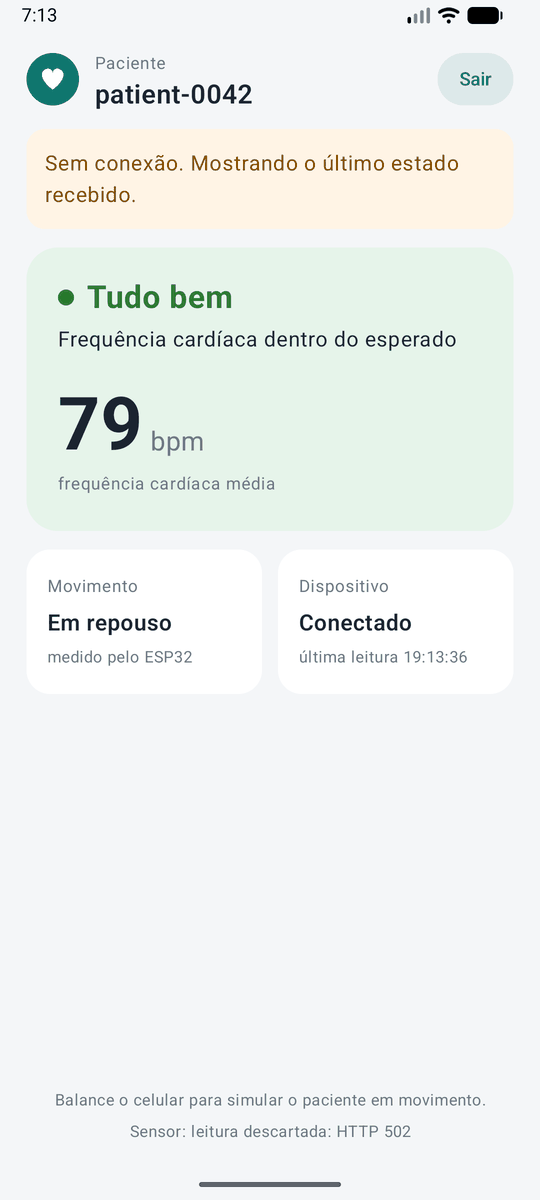 7:13
Paciente
patient-0042
Sair
Sem conexão. Mostrando o último estado
recebido.
Tudo bem
Frequência cardíaca dentro do esperado
79 bpm
frequência cardíaca média
Movimento
Em repouso
medido pelo ESP32
Dispositivo
Conectado
última leitura 19:13:36
Balance o celular para simular o paciente em movimento.
Sensor: leitura descartada: HTTP 502